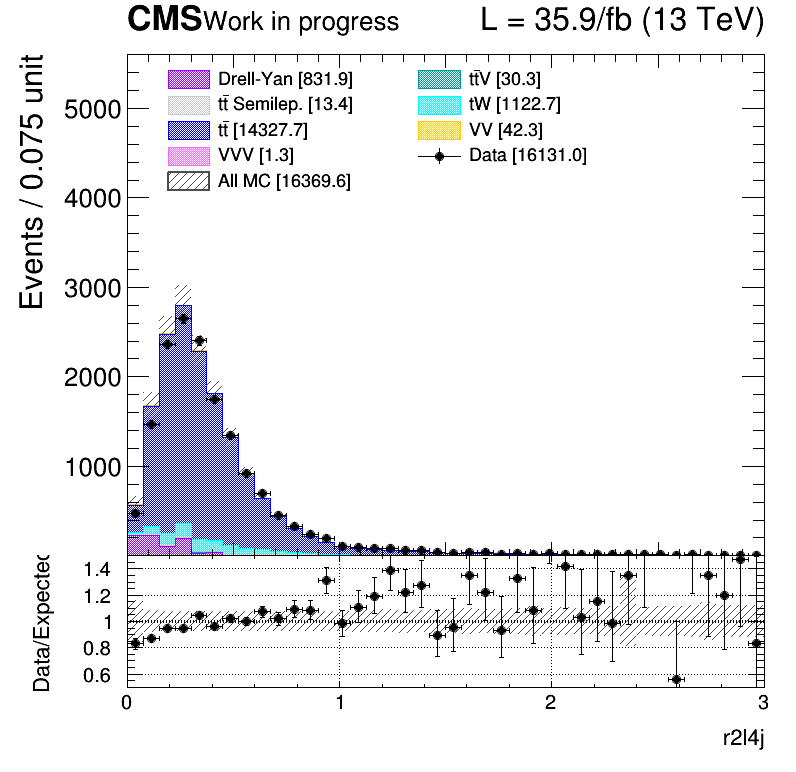 CMS Work in progress L = 35.9/fb (13 TeV)
Events / 0.075 unit
5000
4000
3000
2000
1000
Drell-Yan [831.9]
tt̄ Semilep. [13.4]
tt̄ [14327.7]
VVV [1.3]
All MC [16369.6]
tt̄V [30.3]
tW [1122.7]
VV [42.3]
Data [16131.0]
Data/Expected
1.4
1.2
1
0.8
0.6
0 1 2 3
r2l4j